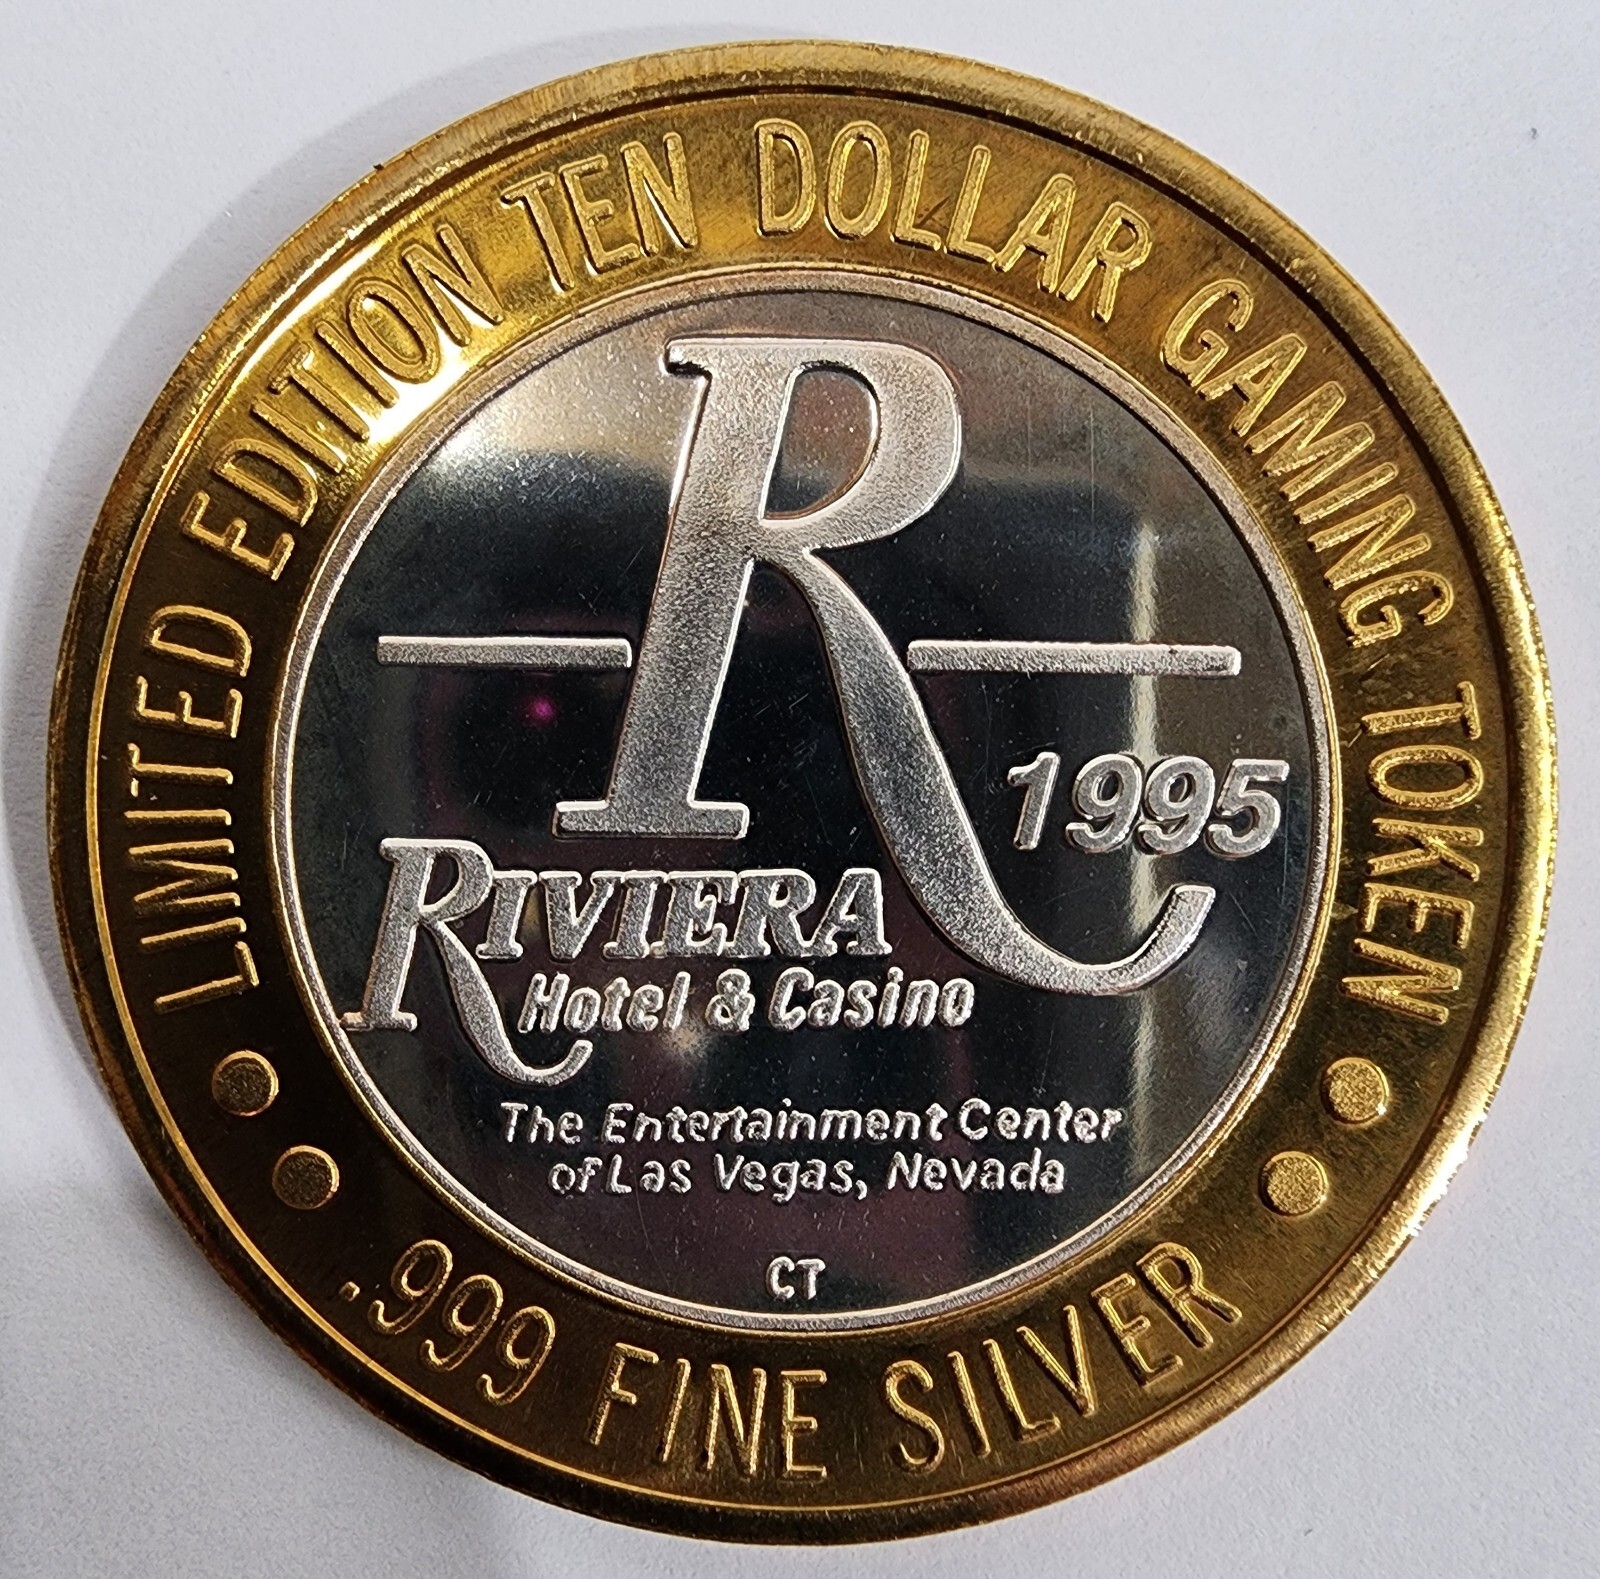 LIMITED EDITION TEN DOLLAR GAMING TOKEN
R
1995
RIVIERA
Hotel & Casino
The Entertainment Center
of Las Vegas, Nevada
CT
.999 FINE SILVER